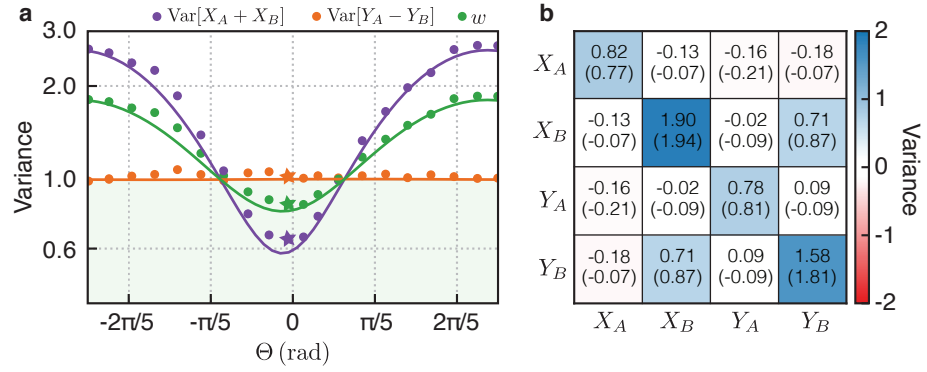 a
Var[X_A + X_B] Var[Y_A − Y_B] w
3.0
2.0
1.0
0.6
Variance
-2π/5 -π/5 0 π/5 2π/5
Θ (rad)
b
X_A 0.82 -0.13 -0.16 -0.18
(0.77) (-0.07) (-0.21) (-0.07)
X_B -0.13 1.90 -0.02 0.71
(-0.07) (1.94) (-0.09) (0.87)
Y_A -0.16 -0.02 0.78 0.09
(-0.21) (-0.09) (0.81) (-0.09)
Y_B -0.18 0.71 0.09 1.58
(-0.07) (0.87) (-0.09) (1.81)
X_A X_B Y_A Y_B
2
1
0
-1
-2
Variance